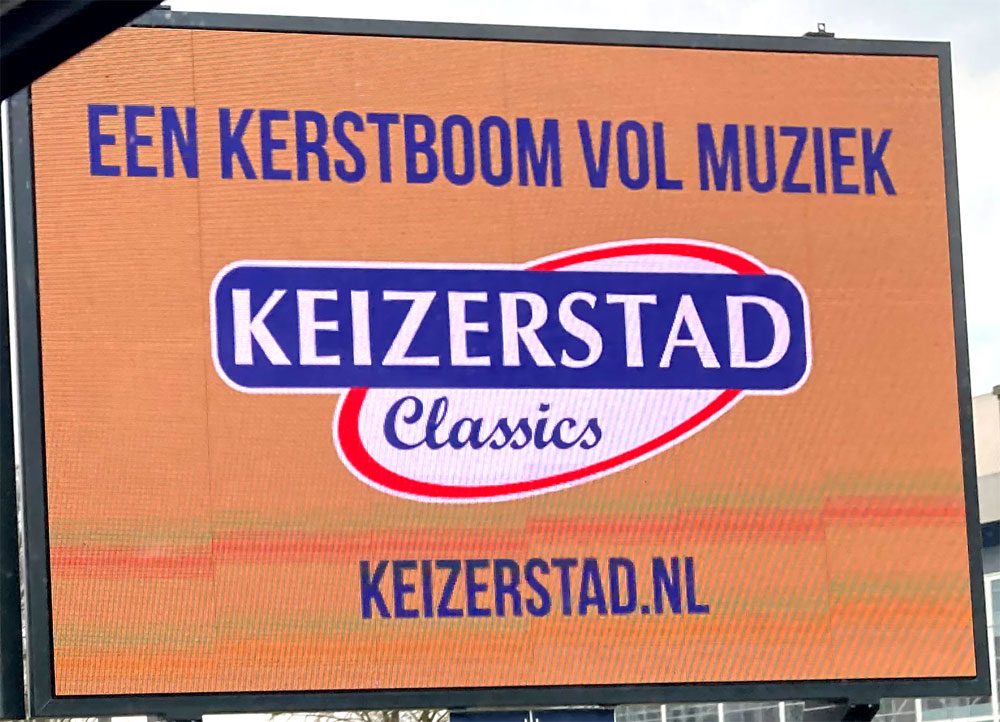 EEN KERSTBOOM VOL MUZIEK
KEIZERSTAD
Classics
KEIZERSTAD.NL